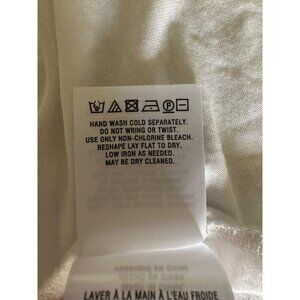 HAND WASH COLD SEPARATELY.
DO NOT WRING OR TWIST.
USE ONLY NON-CHLORINE BLEACH.
RESHAPE LAY FLAT TO DRY.
LOW IRON AS NEEDED.
MAY BE DRY CLEANED.
LAVER À LA MAIN À L'EAU FROIDE